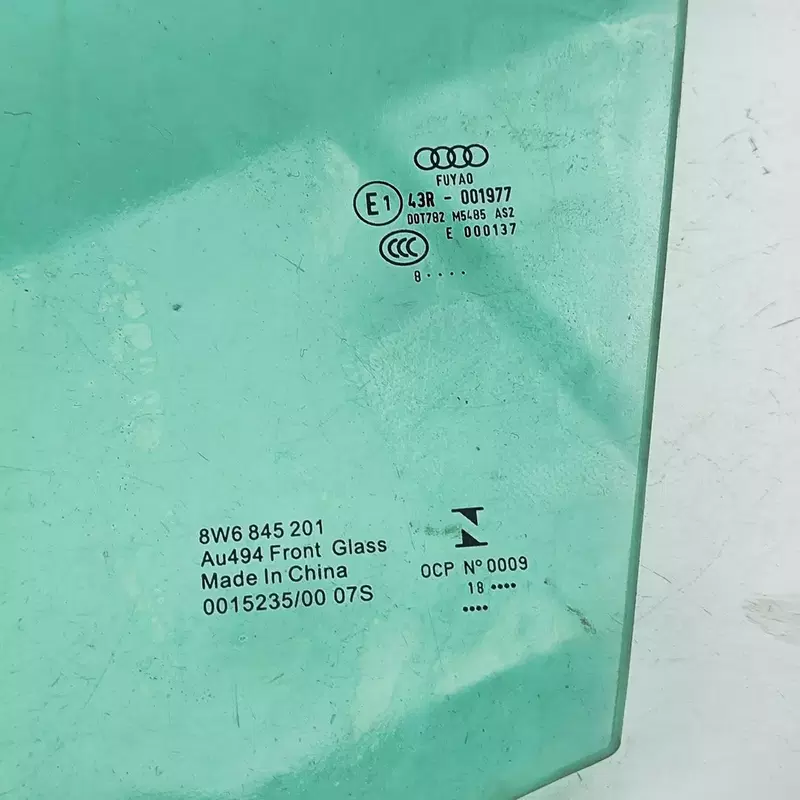 FUYAO
E1 43R - 001977
DOT782 M5485 AS2
E 000137
CCC
8 ····
8W6 845 201
Au494 Front Glass
Made In China
0015235/00 07S
N
OCP Nº 0009
18 ····
····